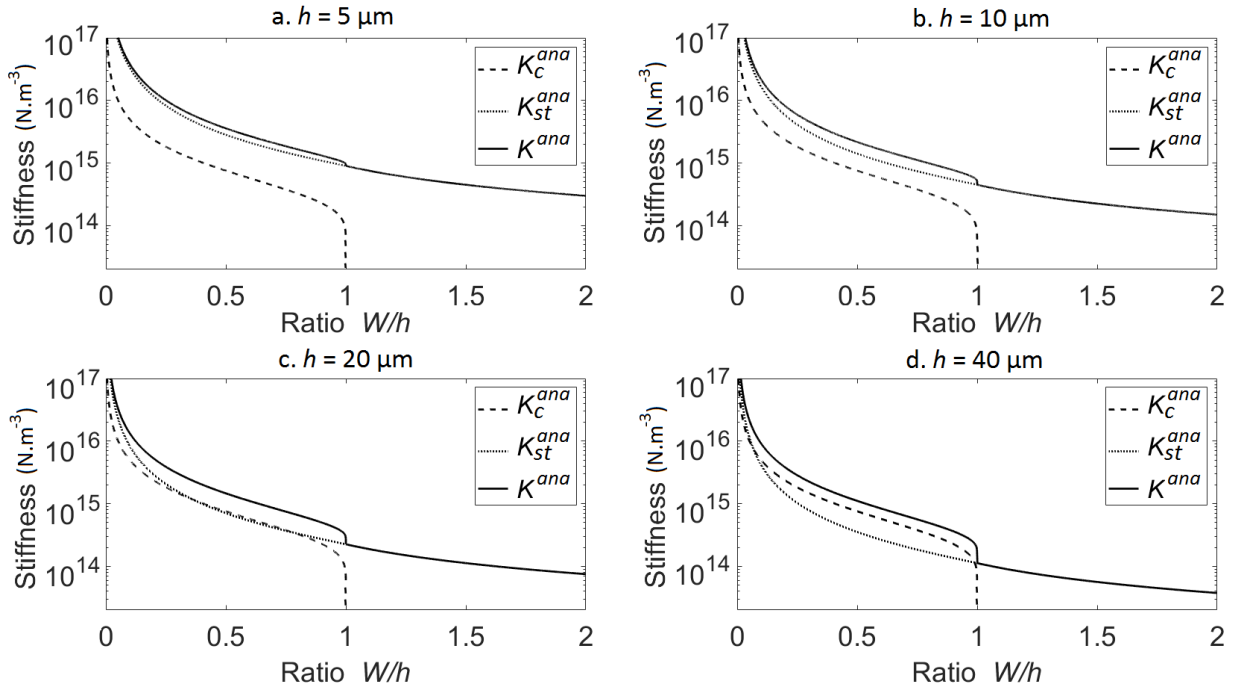 a. h = 5 µm
10^17
10^16
10^15
10^14
Stiffness (N.m^-3)
K_c^ana
K_st^ana
K^ana
0
0.5
1
1.5
2
Ratio W/h
b. h = 10 µm
10^17
10^16
10^15
10^14
Stiffness (N.m^-3)
K_c^ana
K_st^ana
K^ana
0
0.5
1
1.5
2
Ratio W/h
c. h = 20 µm
10^17
10^16
10^15
10^14
Stiffness (N.m^-3)
K_c^ana
K_st^ana
K^ana
0
0.5
1
1.5
2
Ratio W/h
d. h = 40 µm
10^17
10^16
10^15
10^14
Stiffness (N.m^-3)
K_c^ana
K_st^ana
K^ana
0
0.5
1
1.5
2
Ratio W/h